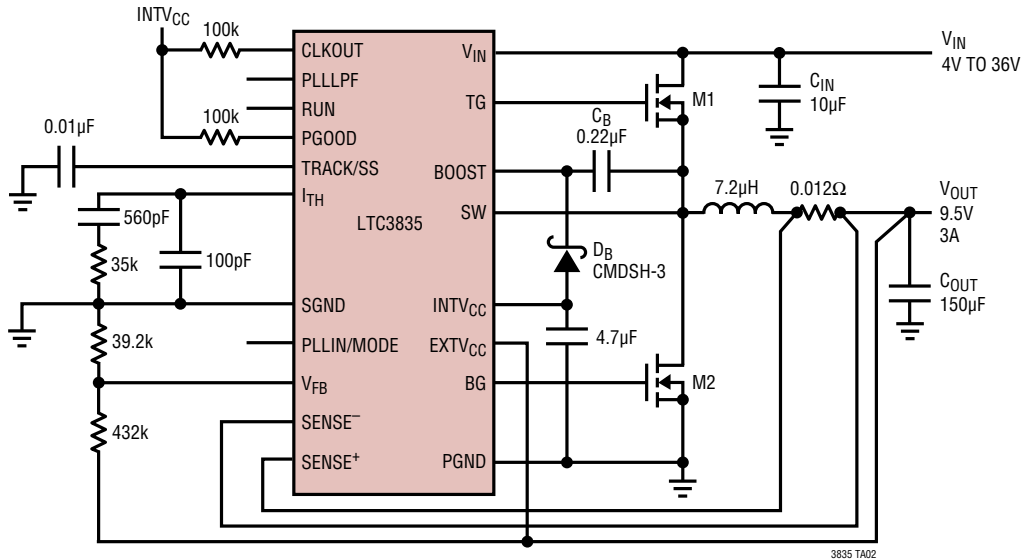 INTVCC
100k
CLKOUT
PLLLPF
RUN
100k
PGOOD
0.01µF
TRACK/SS
ITH
560pF
35k
100pF
SGND
39.2k
PLLIN/MODE
VFB
432k
SENSE–
SENSE+
LTC3835
VIN
TG
BOOST
SW
INTVCC
EXTVCC
BG
PGND
M1
CB
0.22µF
DB
CMDSH-3
4.7µF
M2
7.2µH
0.012Ω
VIN
4V TO 36V
CIN
10µF
VOUT
9.5V
3A
COUT
150µF
3835 TA02